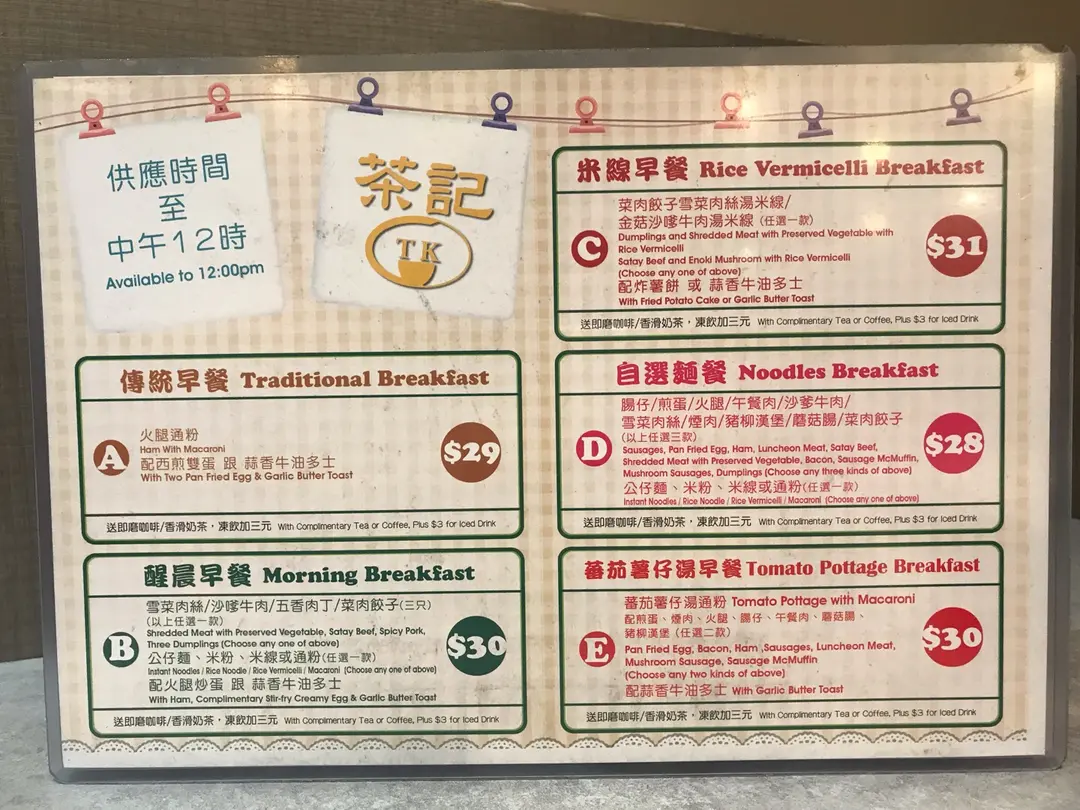 供應時間
至
中午12時
Available to 12:00pm
茶記
TK
傳統早餐 Traditional Breakfast
A
火腿通粉
Ham With Macaroni
配西煎雙蛋 跟 蒜香牛油多士
With Two Pan Fried Egg & Garlic Butter Toast
$29
送即磨咖啡/香滑奶茶，凍飲加三元 With Complimentary Tea or Coffee, Plus $3 for Iced Drink
醒晨早餐 Morning Breakfast
B
雪菜肉絲/沙嗲牛肉/五香肉丁/菜肉餃子(三只)
(以上任選一款)
Shredded Meat with Preserved Vegetable, Satay Beef, Spicy Pork,
Three Dumplings (Choose any one of above)
公仔麵、米粉、米線或通粉(任選一款)
Instant Noodles / Rice Noodle / Rice Vermicelli / Macaroni (Choose any one of above)
配火腿炒蛋 跟 蒜香牛油多士
With Ham, Complimentary Stir-fry Creamy Egg & Garlic Butter Toast
$30
送即磨咖啡/香滑奶茶，凍飲加三元 With Complimentary Tea or Coffee, Plus $3 for Iced Drink
米線早餐 Rice Vermicelli Breakfast
C
菜肉餃子雪菜肉絲湯米線/
金菇沙嗲牛肉湯米線 (任選一款)
Dumplings and Shredded Meat with Preserved Vegetable with
Rice Vermicelli
Satay Beef and Enoki Mushroom with Rice Vermicelli
(Choose any one of above)
配炸薯餅 或 蒜香牛油多士
With Fried Potato Cake or Garlic Butter Toast
$31
送即磨咖啡/香滑奶茶，凍飲加三元 With Complimentary Tea or Coffee, Plus $3 for Iced Drink
自選麵餐 Noodles Breakfast
D
腸仔/煎蛋/火腿/午餐肉/沙爹牛肉/
雪菜肉絲/煙肉/豬柳漢堡/蘑菇腸/菜肉餃子
(以上任選三款)
Sausages, Pan Fried Egg, Ham, Luncheon Meat, Satay Beef,
Shredded Meat with Preserved Vegetable, Bacon, Sausage McMuffin,
Mushroom Sausages, Dumplings (Choose any three kinds of above)
公仔麵、米粉、米線或通粉(任選一款)
Instant Noodles / Rice Noodle / Rice Vermicelli / Macaroni (Choose any one of above)
$28
送即磨咖啡/香滑奶茶，凍飲加三元 With Complimentary Tea or Coffee, Plus $3 for Iced Drink
蕃茄薯仔湯早餐 Tomato Pottage Breakfast
E
蕃茄薯仔湯通粉 Tomato Pottage with Macaroni
配煎蛋、煙肉、火腿、腸仔、午餐肉、蘑菇腸、
豬柳漢堡 (任選二款)
Pan Fried Egg, Bacon, Ham ,Sausages, Luncheon Meat,
Mushroom Sausage, Sausage McMuffin
(Choose any two kinds of above)
配蒜香牛油多士 With Garlic Butter Toast
$30
送即磨咖啡/香滑奶茶，凍飲加三元 With Complimentary Tea or Coffee, Plus $3 for Iced Drink